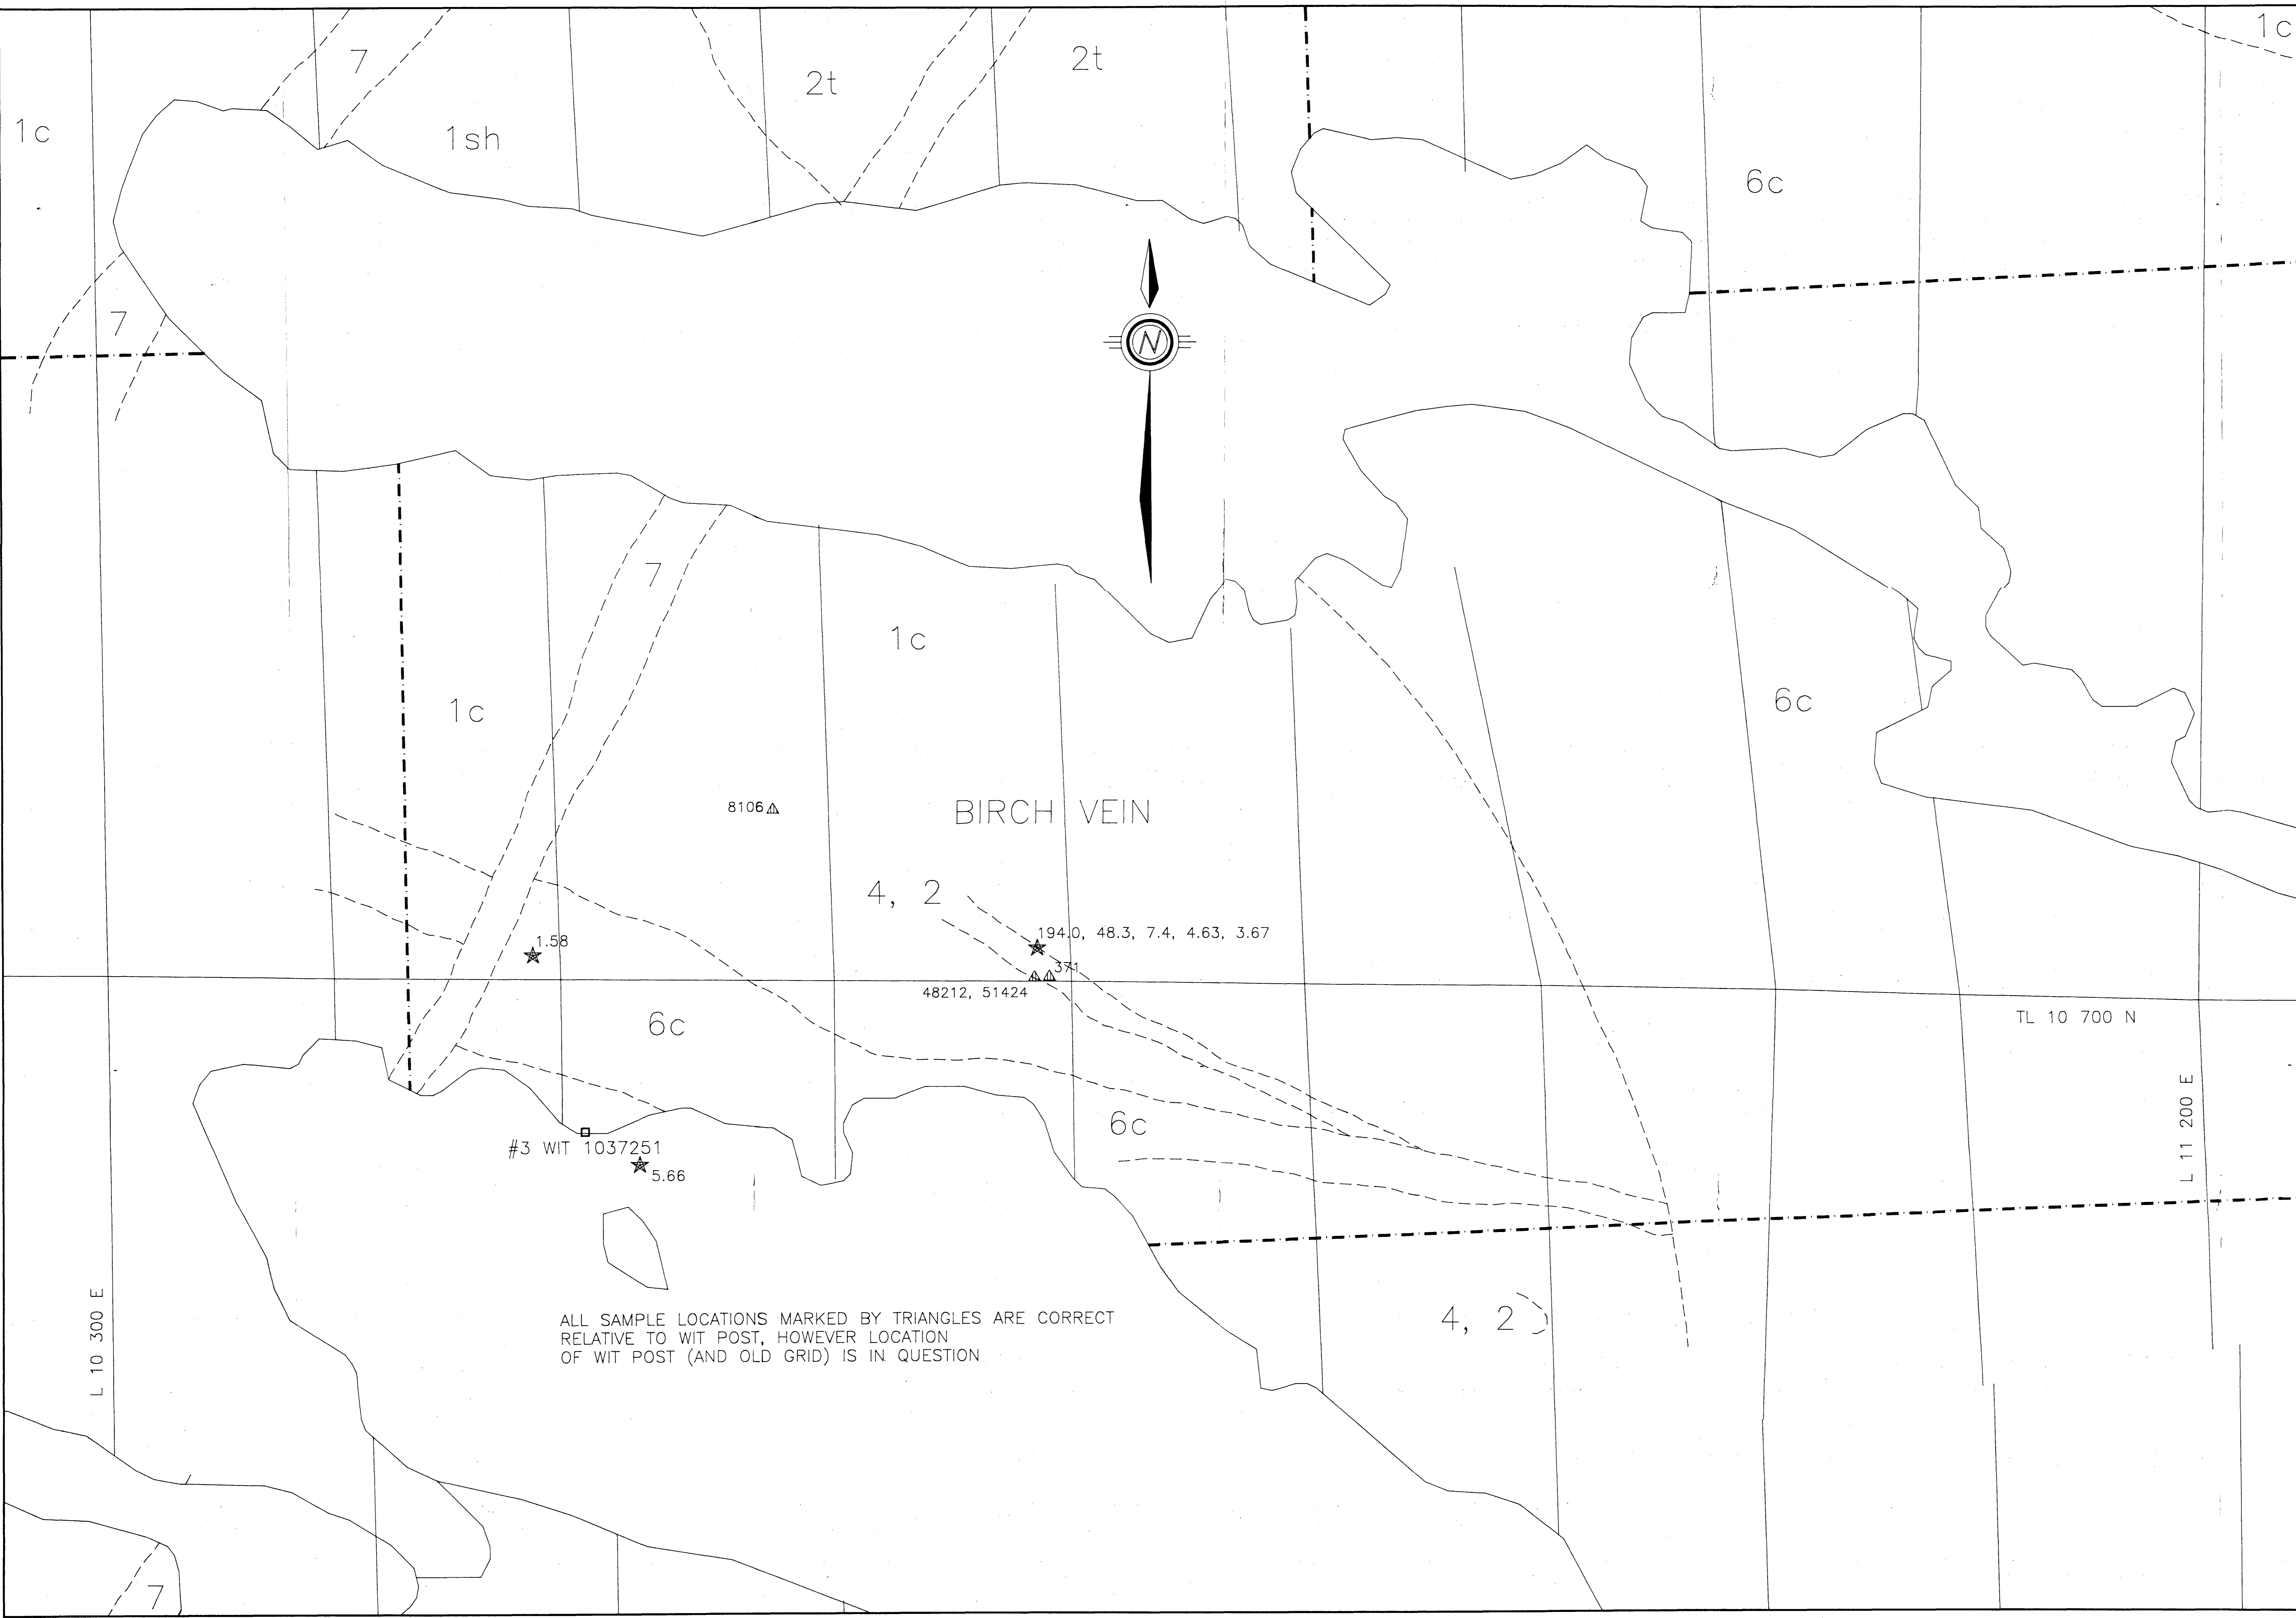 1c
7
2t
2t
1c
1sh
6c
7
N
7
1c
1c
6c
8106
BIRCH VEIN
4, 2
194.0, 48.3, 7.4, 4.63, 3.67
1.58
371
48212, 51424
6c
TL 10 700 N
L 11 200 E
6c
#3 WIT 1037251
5.66
L 10 300 E
ALL SAMPLE LOCATIONS MARKED BY TRIANGLES ARE CORRECT
RELATIVE TO WIT POST, HOWEVER LOCATION
OF WIT POST (AND OLD GRID) IS IN QUESTION
4, 2
7